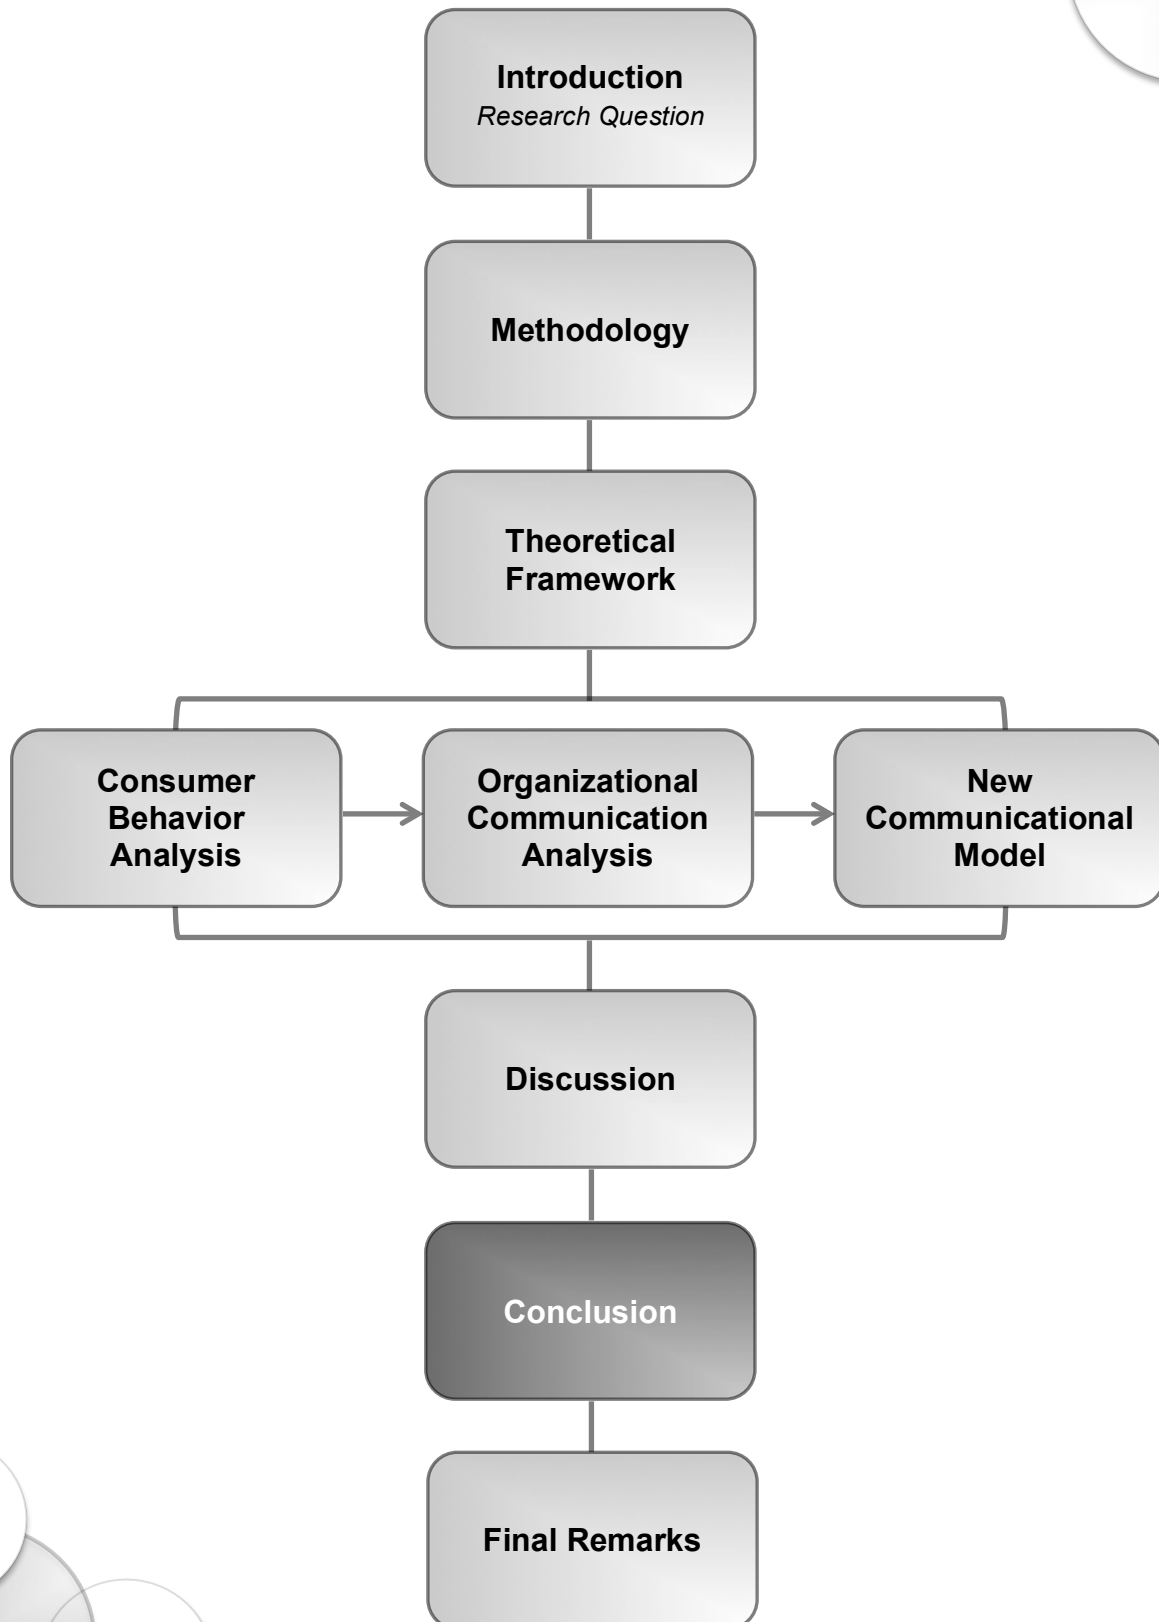 Introduction
Research Question
Methodology
Theoretical
Framework
Consumer
Behavior
Analysis
Organizational
Communication
Analysis
New
Communicational
Model
Discussion
Conclusion
Final Remarks